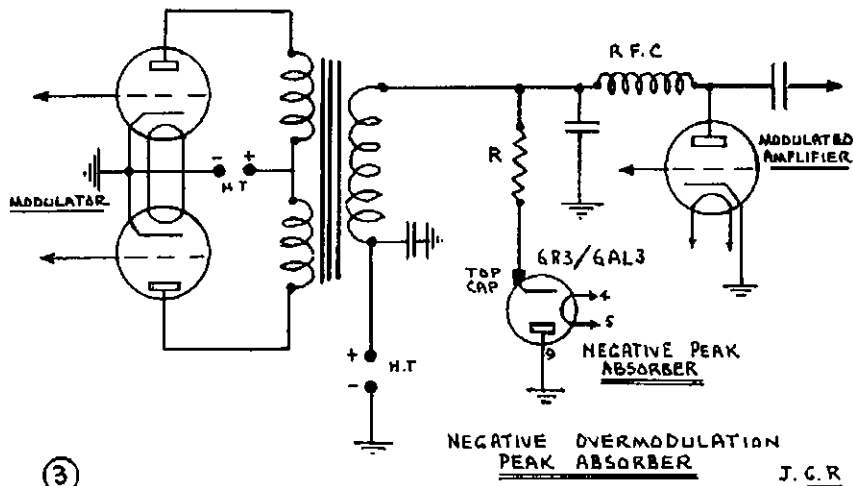 R.F.C
MODULATED
AMPLIFIER
R
- +
H.T
MODULATOR
TOP
CAP
6R3/6AL3
4
5
9
NEGATIVE PEAK
ABSORBER
+
H.T
-
NEGATIVE OVERMODULATION
PEAK ABSORBER
3
J.G.R